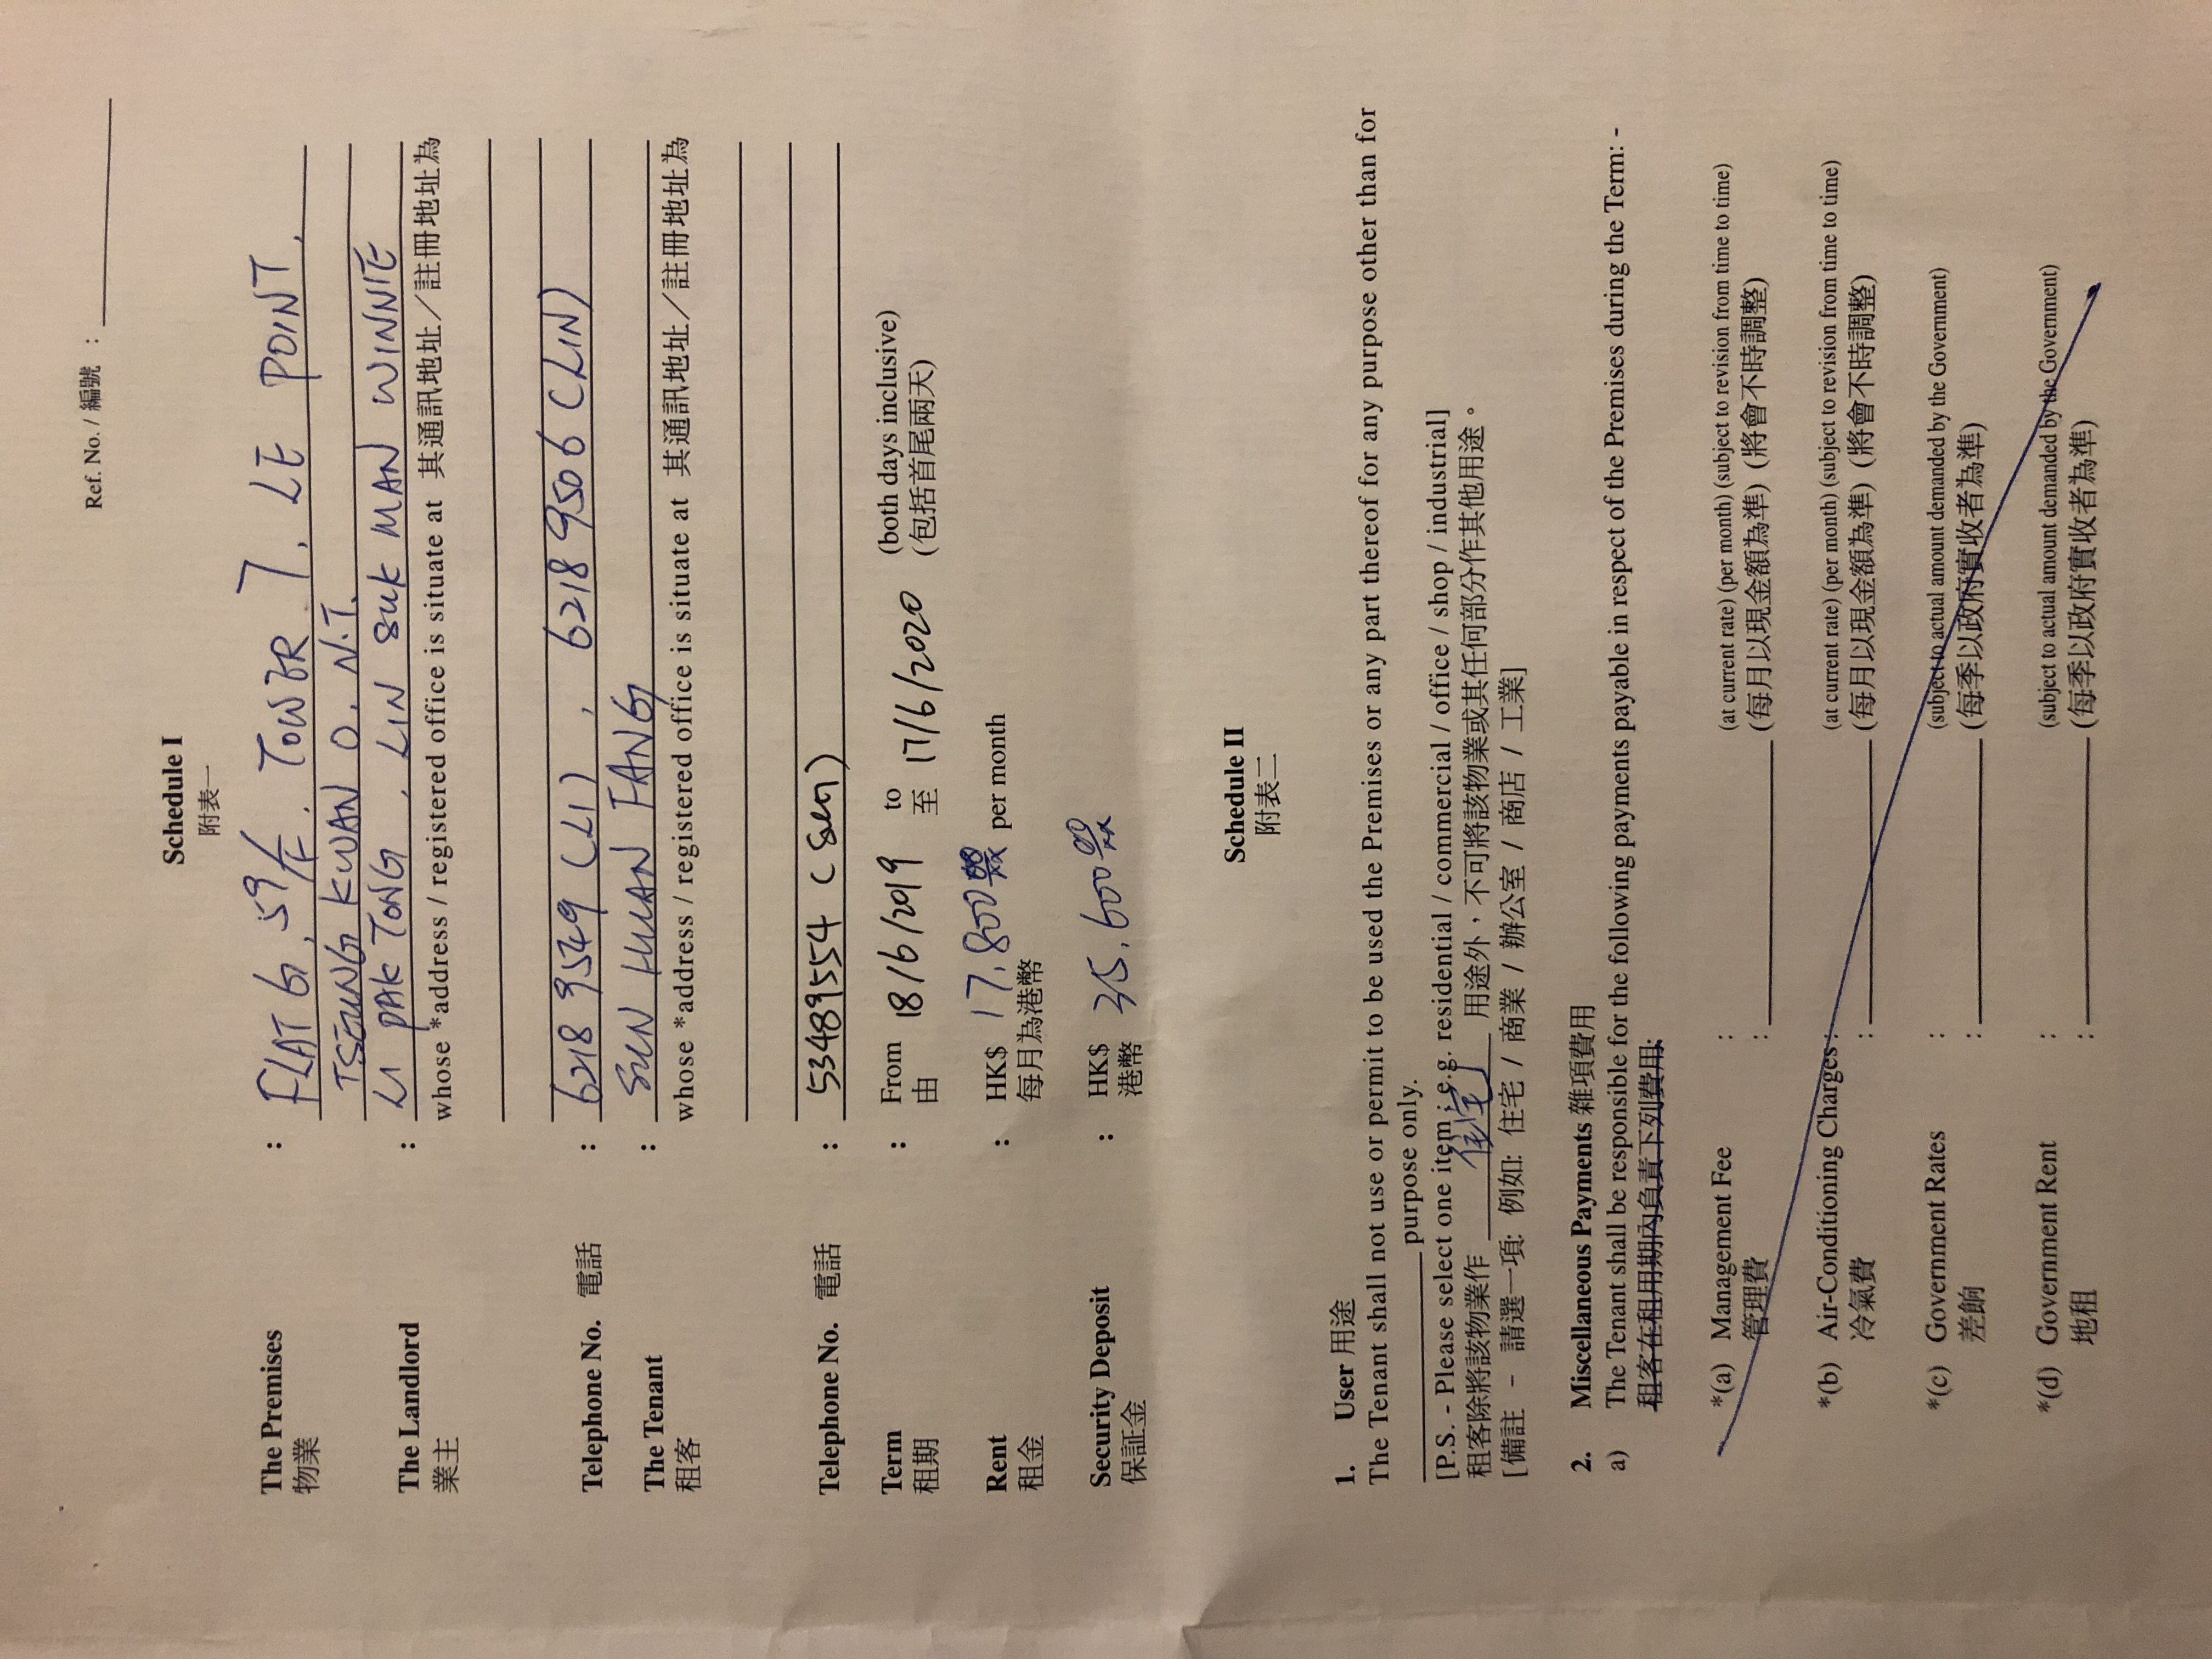 Ref. No. / 編號 :
Schedule I
附表一
The Premises : FLAT G, 59/F, TOWER 7, LE POINT,
物業 TSEUNG KWAN O, N.T.
The Landlord : LI PAK TONG, LIN SUK MAN WINNIE
業主 whose *address / registered office is situate at 其通訊地址／註冊地址為
Telephone No. 電話 : 6218 9549 (LI), 6218 9506 (LIN)
The Tenant : SUN HUAN FANG
租客 whose *address / registered office is situate at 其通訊地址／註冊地址為
Telephone No. 電話 : 53489554 (Sun)
Term : From 18/6/2019 to 17/6/2020 (both days inclusive)
租期 由 至 (包括首尾兩天)
Rent : HK$ 17,800 per month
租金 每月為港幣
Security Deposit : HK$ 35,600
保証金 港幣
Schedule II
附表二
1. User 用途
The Tenant shall not use or permit to be used the Premises or any part thereof for any purpose other than for
purpose only.
[P.S. - Please select one item i.e.g. residential / commercial / office / shop / industrial]
租客除將該物業作 住宅 用途外，不可將該物業或其任何部分作其他用途。
[備註 - 請選一項: 例如: 住宅 / 商業 / 辦公室 / 商店 / 工業]
2. Miscellaneous Payments 雜項費用
a) The Tenant shall be responsible for the following payments payable in respect of the Premises during the Term: -
租客在租用期內負責下列費用:
*(a) Management Fee : (at current rate) (per month) (subject to revision from time to time)
管理費 : (每月以現金額為準) (將會不時調整)
*(b) Air-Conditioning Charges : (at current rate) (per month) (subject to revision from time to time)
冷氣費 : (每月以現金額為準) (將會不時調整)
*(c) Government Rates : (subject to actual amount demanded by the Government)
差餉 : (每季以政府實收者為準)
*(d) Government Rent : (subject to actual amount demanded by the Government)
地租 : (每季以政府實收者為準)